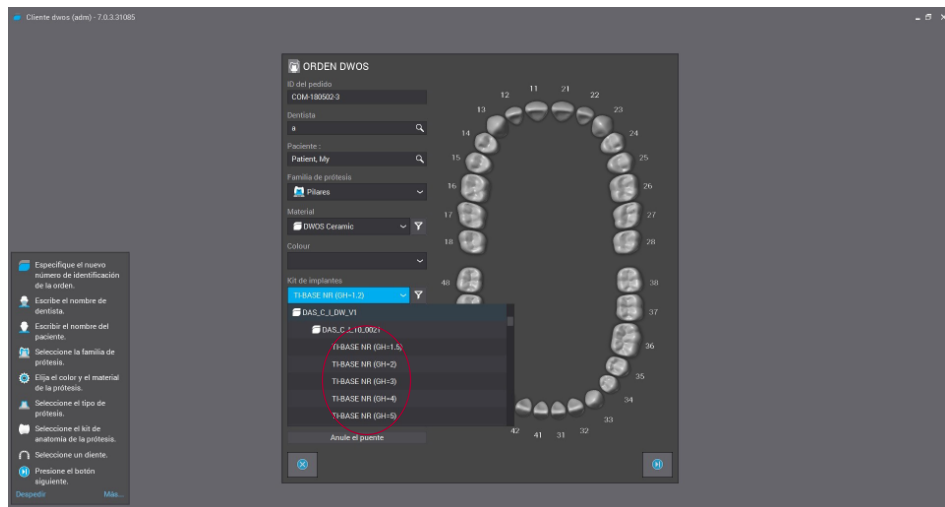 Cliente dwos (adm) - 7.0.3.31085
ORDEN DWOS
ID del pedido
COM-180502-3
Dentista
a
Paciente :
Patient, My
Familia de prótesis
Pilares
Material
DWOS Ceramic
Colour
Kit de implantes
TI-BASE NR (GH=1.2)
DAS_C_I_DW_V1
TI-BASE NR (GH=1.5)
TI-BASE NR (GH=2)
TI-BASE NR (GH=3)
TI-BASE NR (GH=4)
TI-BASE NR (GH=5)
Anule el puente
11 21
12 22
13 23
14 24
15 25
16 26
17 27
18 28
48 38
37
36
35
34
33
42 41 31 32
Especifique el nuevo
número de identificación
de la orden.
Escribe el nombre de
dentista.
Escribir el nombre del
paciente.
Seleccione la familia de
prótesis.
Elija el color y el material
de la prótesis.
Seleccione el tipo de
prótesis.
Seleccione el kit de
anatomía de la prótesis.
Seleccione un diente.
Presione el botón
siguiente.
Despedir Más...